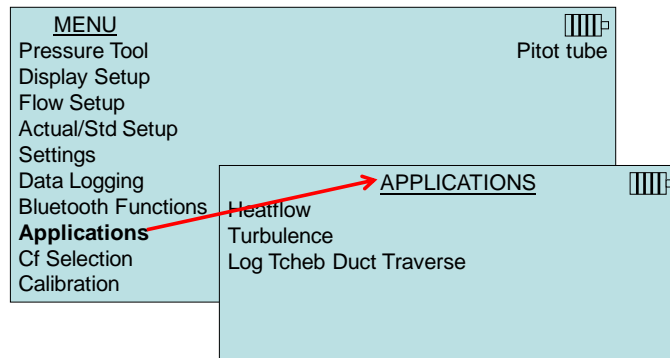 MENU
Pressure Tool
Pitot tube
Display Setup
Flow Setup
Actual/Std Setup
Settings
Data Logging
Bluetooth Functions
Applications
Cf Selection
Calibration
APPLICATIONS
Heatflow
Turbulence
Log Tcheb Duct Traverse